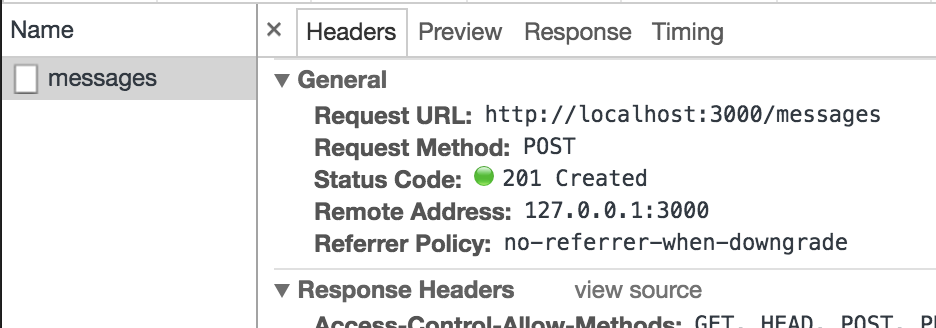 Name
messages
× Headers Preview Response Timing
▼ General
Request URL: http://localhost:3000/messages
Request Method: POST
Status Code: 201 Created
Remote Address: 127.0.0.1:3000
Referrer Policy: no-referrer-when-downgrade
▼ Response Headers view source
Access-Control-Allow-Methods: GET, HEAD, POST,